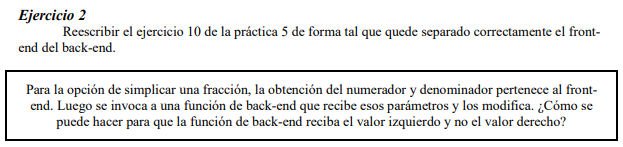 Ejercicio 2
Reescribir el ejercicio 10 de la práctica 5 de forma tal que quede separado correctamente el front-
end del back-end.
Para la opción de simplicar una fracción, la obtención del numerador y denominador pertenece al front-
end. Luego se invoca a una función de back-end que recibe esos parámetros y los modifica. ¿Cómo se
puede hacer para que la función de back-end reciba el valor izquierdo y no el valor derecho?